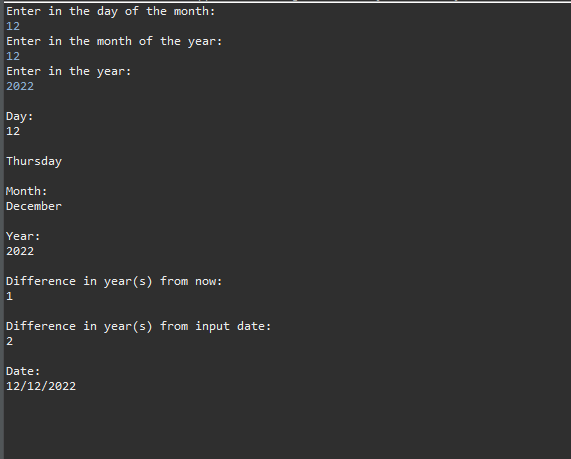 Enter in the day of the month:
12
Enter in the month of the year:
12
Enter in the year:
2022
Day:
12
Thursday
Month:
December
Year:
2022
Difference in year(s) from now:
1
Difference in year(s) from input date:
2
Date:
12/12/2022